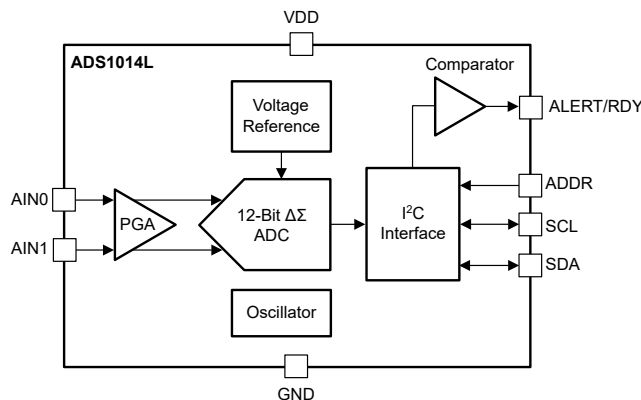 VDD
ADS1014L
Comparator
Voltage
Reference
ALERT/RDY
AIN0
PGA
12-Bit ΔΣ
ADC
I²C
Interface
ADDR
SCL
AIN1
SDA
Oscillator
GND